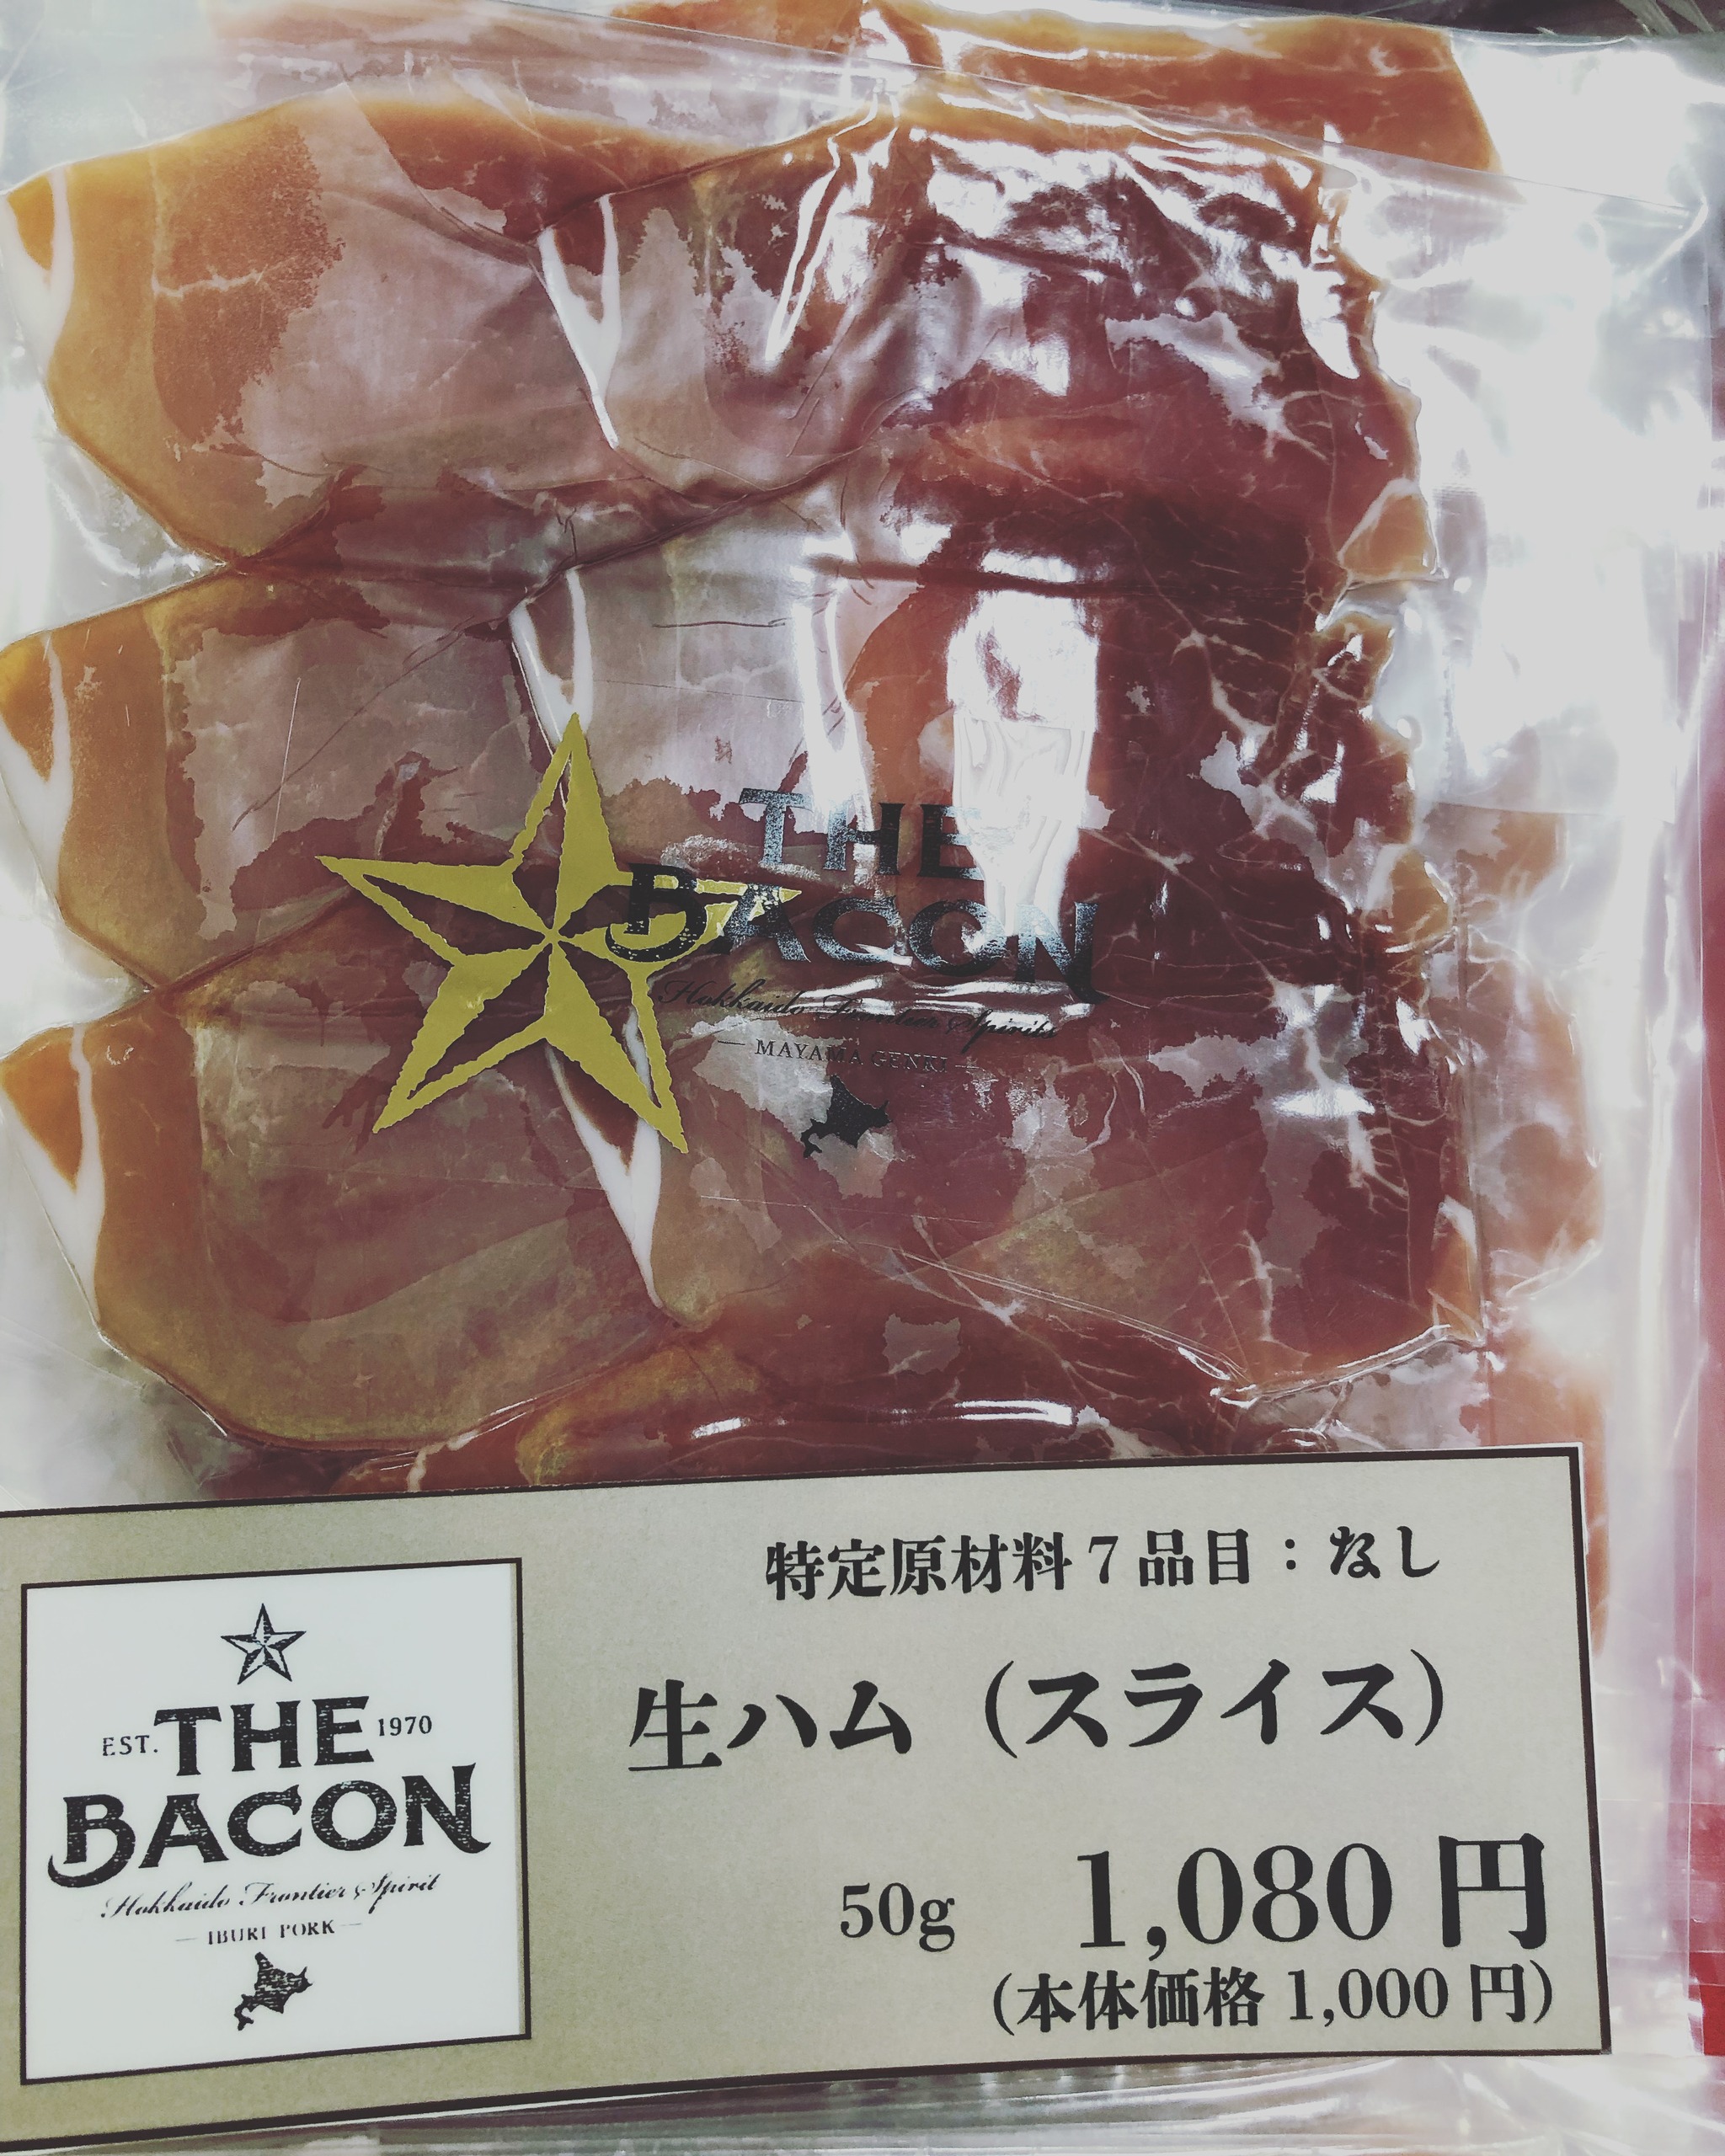 THE
BACON
Hokkaido Frontier Spirits
— MAYAMA GENKI —
特定原材料7品目：なし
生ハム（スライス）
50g 1,080円
(本体価格 1,000円)
EST. THE 1970
BACON
Hokkaido Frontier Spirit
— IBURI PORK —